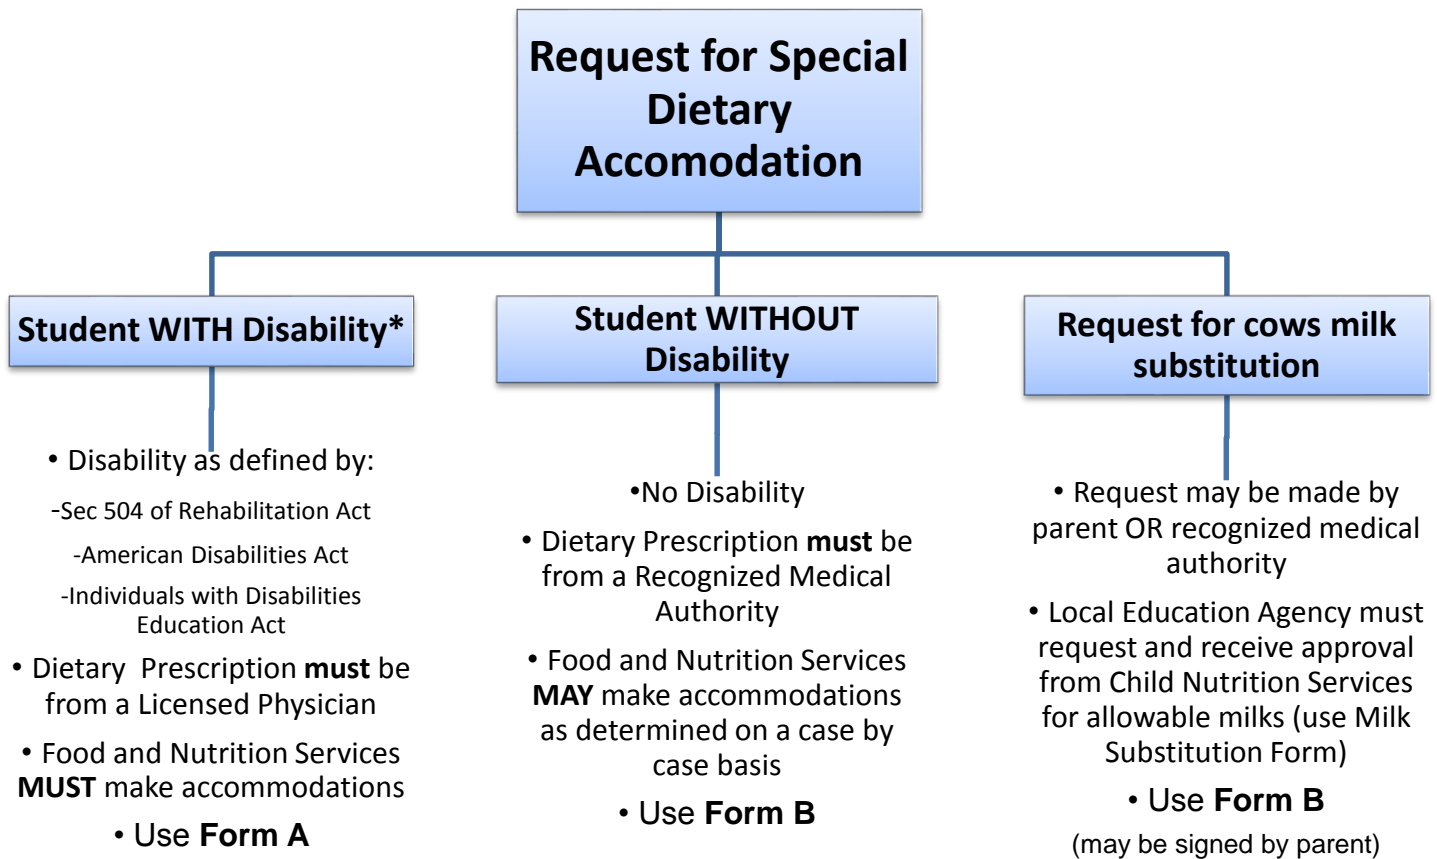 Request for Special
Dietary
Accomodation
Student WITH Disability*
• Disability as defined by:
-Sec 504 of Rehabilitation Act
-American Disabilities Act
-Individuals with Disabilities
Education Act
• Dietary Prescription must be
from a Licensed Physician
• Food and Nutrition Services
MUST make accommodations
• Use Form A
Student WITHOUT
Disability
•No Disability
• Dietary Prescription must be
from a Recognized Medical
Authority
• Food and Nutrition Services
MAY make accommodations
as determined on a case by
case basis
• Use Form B
Request for cows milk
substitution
• Request may be made by
parent OR recognized medical
authority
• Local Education Agency must
request and receive approval
from Child Nutrition Services
for allowable milks (use Milk
Substitution Form)
• Use Form B
(may be signed by parent)